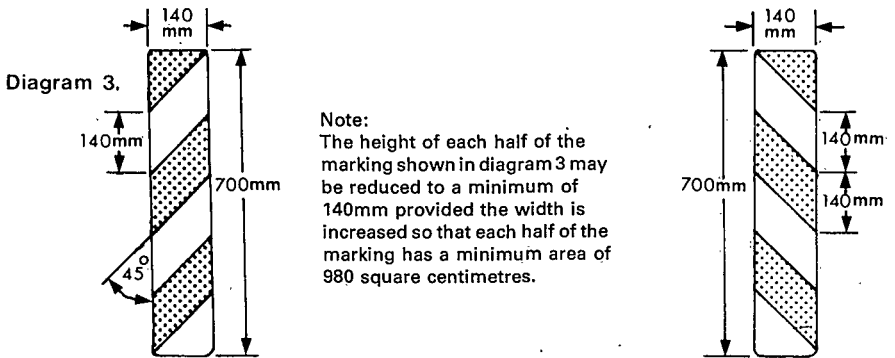 140
mm
140
mm
Diagram 3.
140mm
700mm
45°
Note:
The height of each half of the
marking shown in diagram 3 may
be reduced to a minimum of
140mm provided the width is
increased so that each half of the
marking has a minimum area of
980 square centimetres.
700mm
140mm
140mm